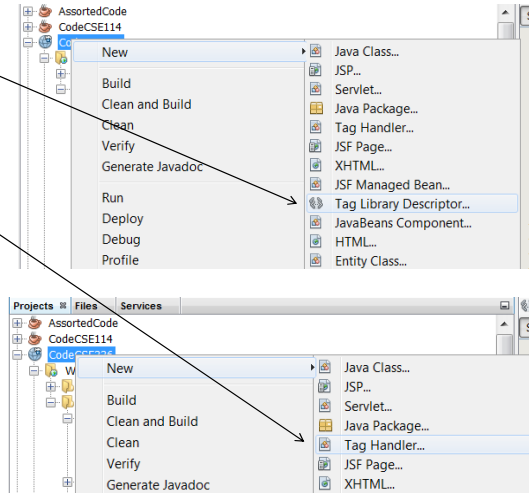 AssortedCode
CodeCSE114
New
Java Class...
JSP...
Build
Servlet...
Clean and Build
Java Package...
Clean
Tag Handler...
Verify
JSF Page...
Generate Javadoc
XHTML...
JSF Managed Bean...
Run
Tag Library Descriptor...
Deploy
JavaBeans Component...
Debug
HTML...
Profile
Entity Class...
Projects Files Services
AssortedCode
CodeCSE114
CodeCSE336
New
Java Class...
JSP...
Build
Servlet...
Clean and Build
Java Package...
Clean
Tag Handler...
Verify
JSF Page...
Generate Javadoc
XHTML...